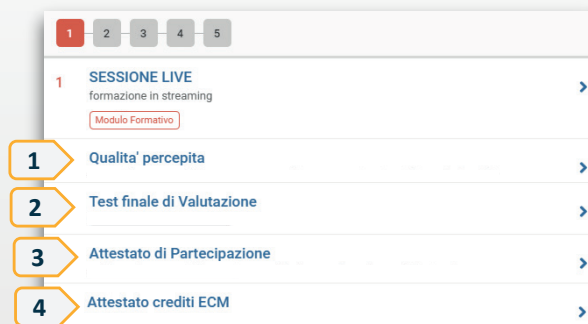 1 2 3 4 5
1 SESSIONE LIVE
formazione in streaming
Modulo Formativo
1 Qualita' percepita
2 Test finale di Valutazione
3 Attestato di Partecipazione
4 Attestato crediti ECM